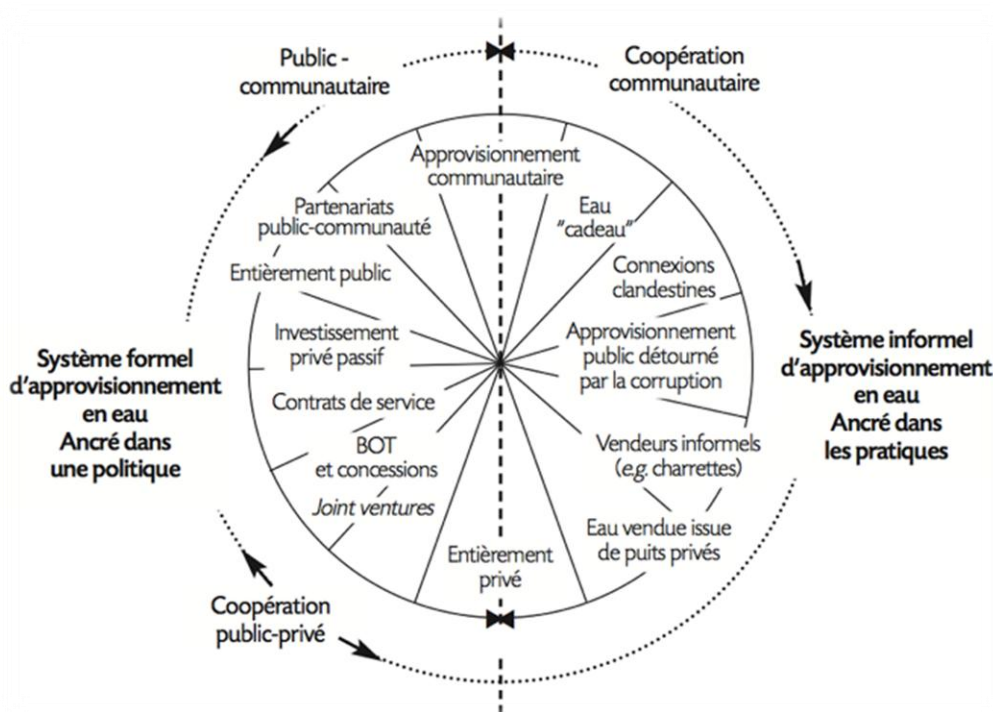 Public -
communautaire
Coopération
communautaire
Approvisionnement
communautaire
Eau
"cadeau"
Partenariats
public-communauté
Connexions
clandestines
Entièrement public
Approvisionnement
public détourné
par la corruption
Investissement
privé passif
Système formel
d'approvisionnement
en eau
Ancré dans
une politique
Système informel
d'approvisionnement
en eau
Ancré dans
les pratiques
Contrats de service
BOT
et concessions
Vendeurs informels
(e.g. charrettes)
Joint ventures
Eau vendue issue
de puits privés
Entièrement
privé
Coopération
public-privé